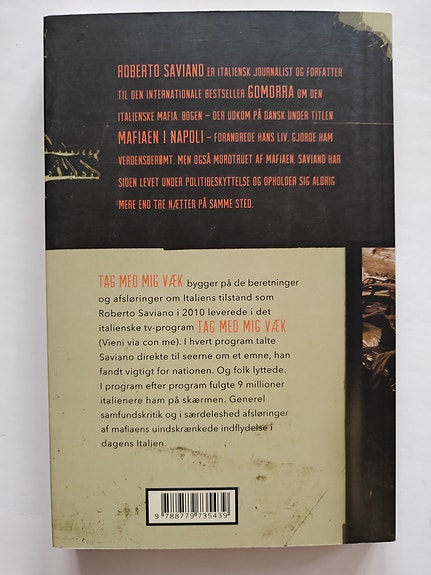 ROBERTO SAVIANO ER ITALIENSK JOURNALIST OG FORFATTER
TIL DEN INTERNATIONALE BESTSELLER GOMORRA OM DEN
ITALIENSKE MAFIA. BOGEN – DER UDKOM PÅ DANSK UNDER TITLEN
MAFIAEN I NAPOLI – FORANDREDE HANS LIV. GJORDE HAM
VERDENSBERØMT, MEN OGSÅ MORDTRUET AF MAFIAEN. SAVIANO HAR
SIDEN LEVET UNDER POLITIBESKYTTELSE OG OPHOLDER SIG ALDRIG
MERE END TRE NÆTTER PÅ SAMME STED.
TAG MED MIG VÆK bygger på de beretninger
og afsløringer om Italiens tilstand som
Roberto Saviano i 2010 leverede i det
italienske tv-program TAG MED MIG VÆK
(Vieni via con me). I hvert program talte
Saviano direkte til seerne om et emne, han
fandt vigtigt for nationen. Og folk lyttede.
I program efter program fulgte 9 millioner
italienere ham på skærmen. Generel
samfundskritik og i særdeleshed afsløringer
af mafiaens uindskrænkede indflydelse i
dagens Italien.
9 788779 735439